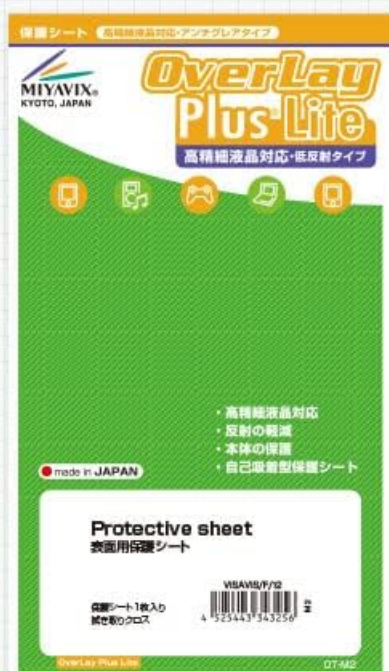 保護シート 高精細液晶対応・アンチグレアタイプ
MIYAVIX®
KYOTO, JAPAN
OverLay
Plus® Lite
高精細液晶対応・低反射タイプ
・高精細液晶対応
・反射の軽減
・本体の保護
・自己吸着型保護シート
made in JAPAN
Protective sheet
表面用保護シート
保護シート1枚入り
拭き取りクロス
VISAVIS/F/12
4 525443 343256
M2
OverLay Plus Lite
OT-M2